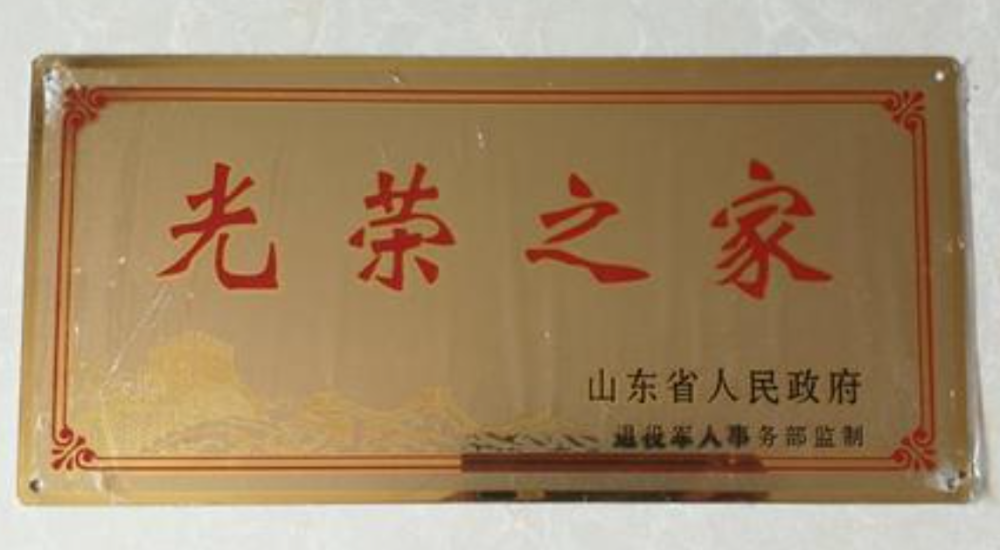 光荣之家
山东省人民政府
退役军人事务部监制